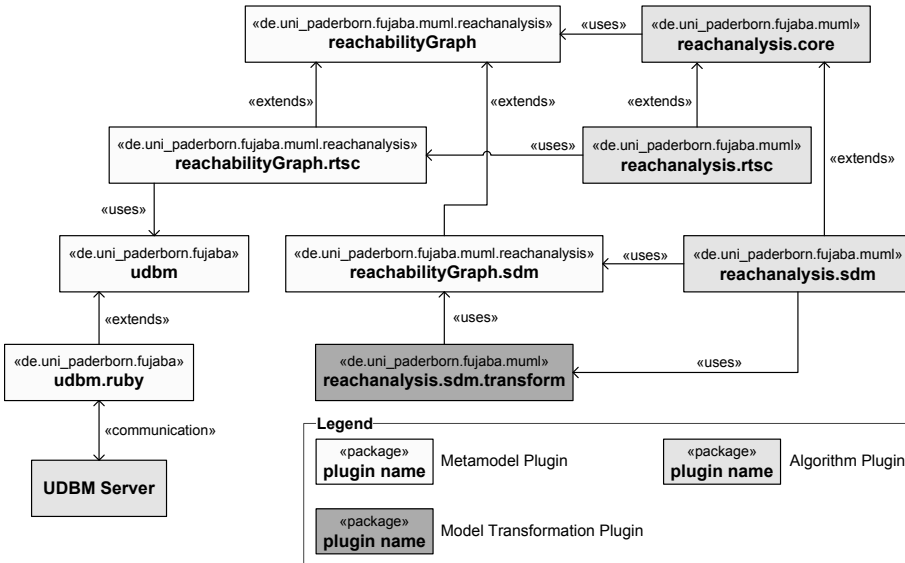 «de.uni_paderborn.fujaba.muml.reachanalysis»
reachabilityGraph
«uses»
«de.uni_paderborn.fujaba.muml»
reachanalysis.core
«extends»
«extends»
«extends»
«de.uni_paderborn.fujaba.muml.reachanalysis»
reachabilityGraph.rtsc
«uses»
«de.uni_paderborn.fujaba.muml»
reachanalysis.rtsc
«extends»
«uses»
«de.uni_paderborn.fujaba»
udbm
«de.uni_paderborn.fujaba.muml.reachanalysis»
reachabilityGraph.sdm
«uses»
«de.uni_paderborn.fujaba.muml»
reachanalysis.sdm
«extends»
«uses»
«de.uni_paderborn.fujaba»
udbm.ruby
«de.uni_paderborn.fujaba.muml»
reachanalysis.sdm.transform
«uses»
«communication»
UDBM Server
Legend
«package»
plugin name
Metamodel Plugin
«package»
plugin name
Algorithm Plugin
«package»
plugin name
Model Transformation Plugin